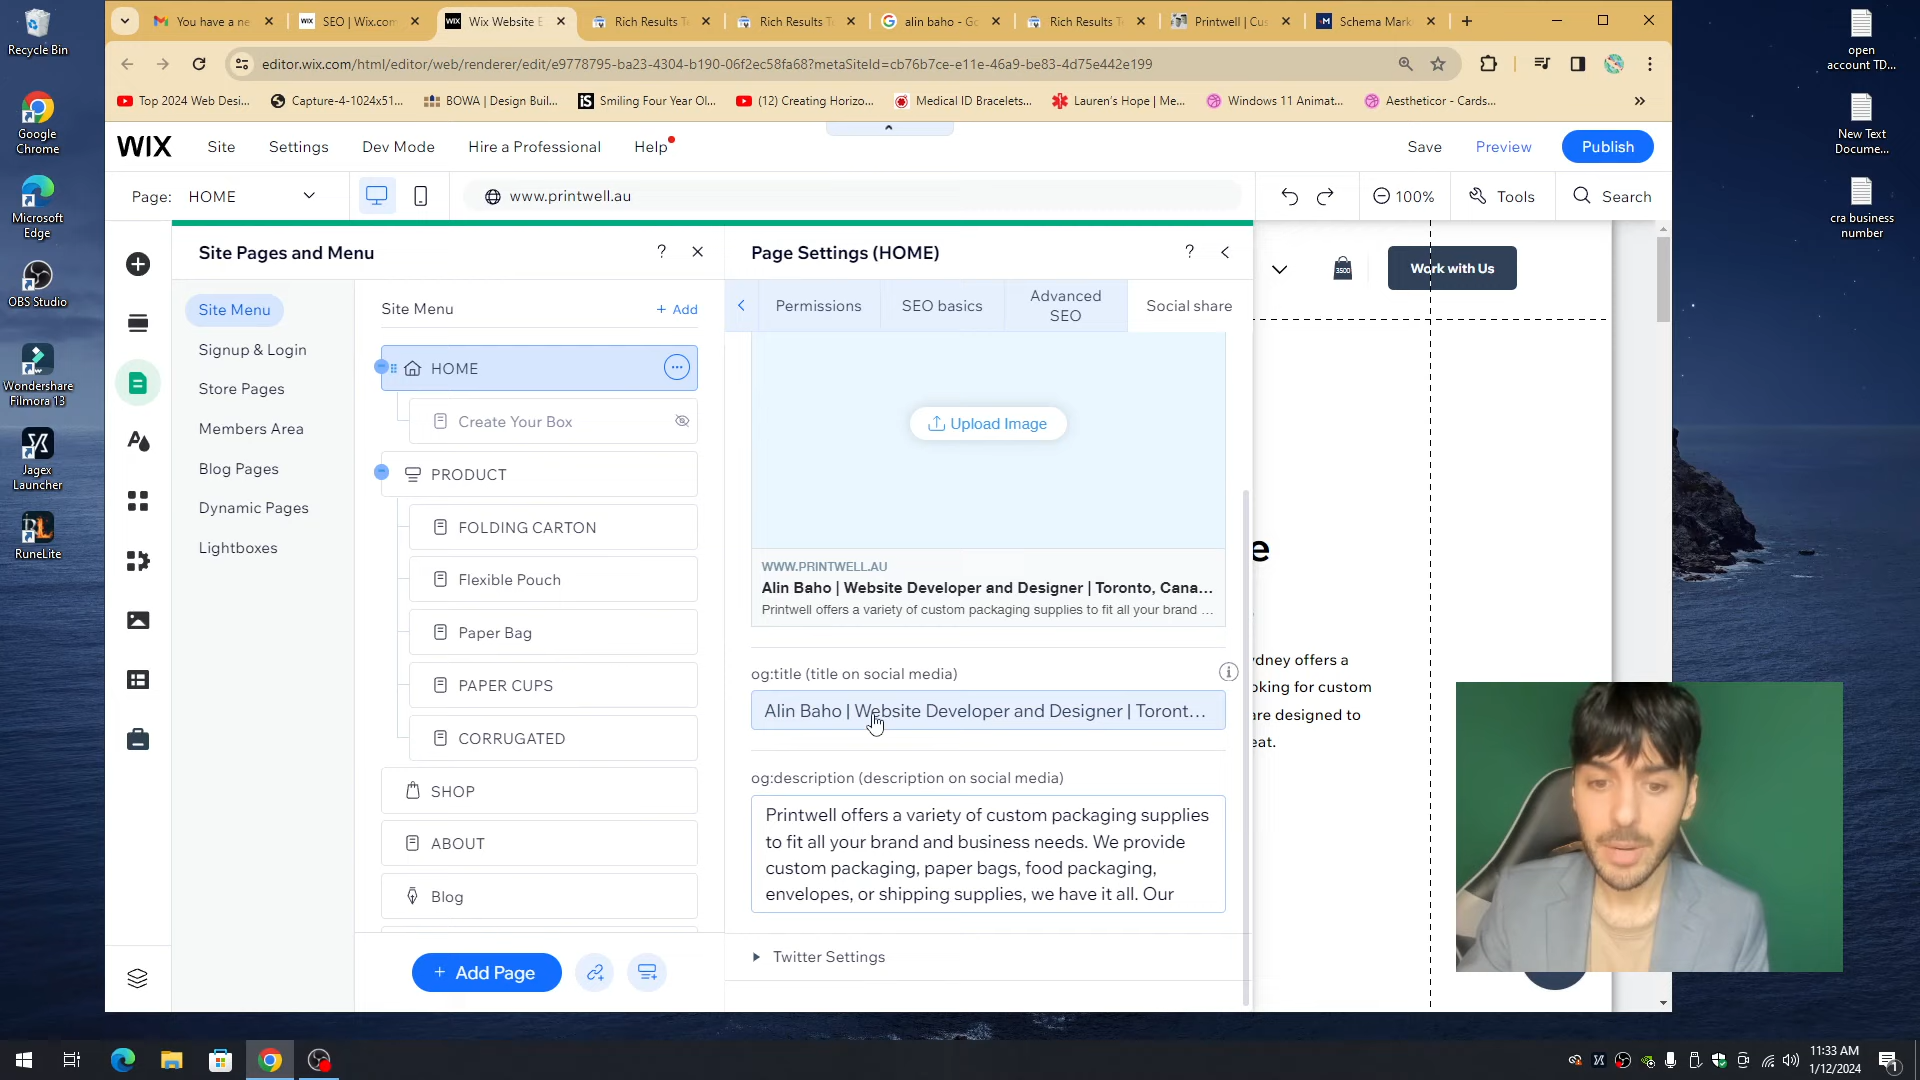 Recycle Bin
Google Chrome
Microsoft Edge
OBS Studio
Wondershare Filmora 13
Jagex Launcher
RuneLite
You have a ne
SEO | Wix.com
Wix Website E
Rich Results Te
Rich Results Te
alin baho - Go
Rich Results Te
Printwell | Cus
Schema Mark
editor.wix.com/html/editor/web/renderer/edit/e9778795-ba23-4304-b190-06f2ec58fa68?metaSiteId=cb76b7ce-e11e-46a9-be83-4d75e442e199
Top 2024 Web Desi...
Capture-4-1024x51...
BOWA | Design Buil...
Smiling Four Year Ol...
(12) Creating Horizo...
Medical ID Bracelets...
Lauren's Hope | Me...
Windows 11 Animat...
Aestheticor - Cards...
WIX
Site
Settings
Dev Mode
Hire a Professional
Help
Save
Preview
Publish
Page: HOME
www.printwell.au
100%
Tools
Search
Site Pages and Menu
?
Site Menu
Signup & Login
Store Pages
Members Area
Blog Pages
Dynamic Pages
Lightboxes
Site Menu
+ Add
HOME
Create Your Box
PRODUCT
FOLDING CARTON
Flexible Pouch
Paper Bag
PAPER CUPS
CORRUGATED
SHOP
ABOUT
Blog
+ Add Page
Page Settings (HOME)
?
Permissions
SEO basics
Advanced SEO
Social share
Upload Image
WWW.PRINTWELL.AU
Alin Baho | Website Developer and Designer | Toronto, Cana...
Printwell offers a variety of custom packaging supplies to fit all your brand ...
og:title (title on social media)
Alin Baho | Website Developer and Designer | Toront...
og:description (description on social media)
Printwell offers a variety of custom packaging supplies
to fit all your brand and business needs. We provide
custom packaging, paper bags, food packaging,
envelopes, or shipping supplies, we have it all. Our
Twitter Settings
3500
Work with Us
e
dney offers a
oking for custom
are designed to
eat.
open account TD...
New Text Docume...
cra business number
11:33 AM
1/12/2024
1